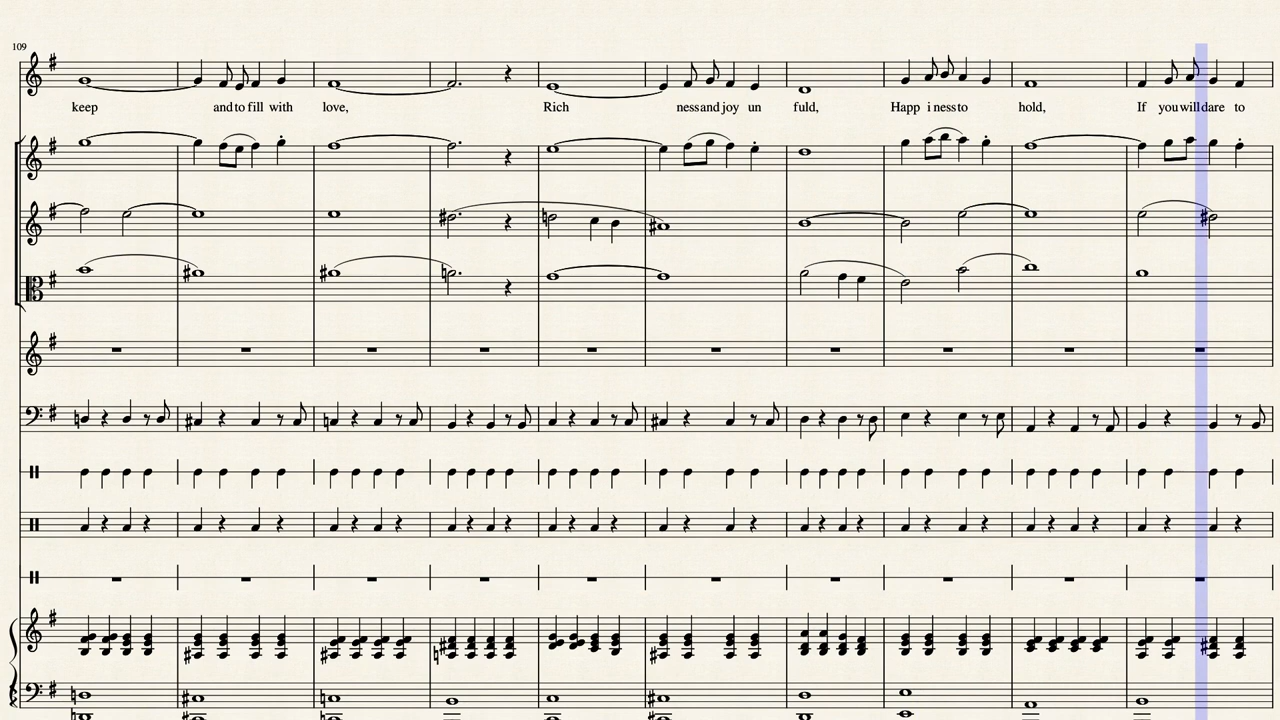 109
keep and to fill with love, Rich ness and joy un fuld, Happ i ness to hold, If you will dare to